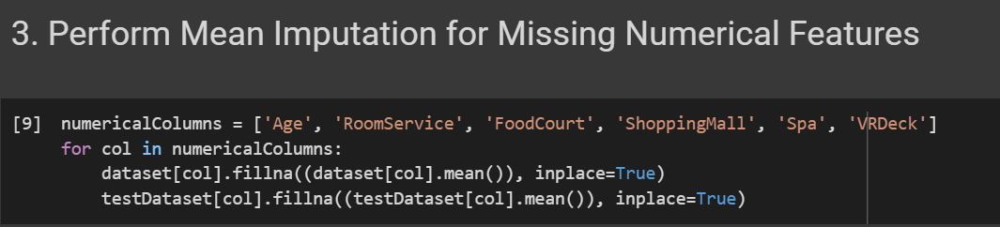 3. Perform Mean Imputation for Missing Numerical Features
[9] numericalColumns = ['Age', 'RoomService', 'FoodCourt', 'ShoppingMall', 'Spa', 'VRDeck']
for col in numericalColumns:
    dataset[col].fillna((dataset[col].mean()), inplace=True)
    testDataset[col].fillna((testDataset[col].mean()), inplace=True)